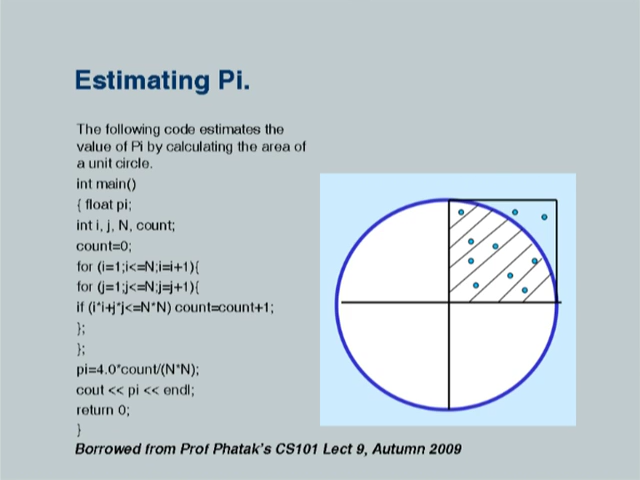 Estimating Pi.
The following code estimates the
value of Pi by calculating the area of
a unit circle.
int main()
{ float pi;
int i, j, N, count;
count=0;
for (i=1;i<=N;i=i+1){
for (j=1;j<=N;j=j+1){
if (i*i+j*j<=N*N) count=count+1;
};
};
pi=4.0*count/(N*N);
cout << pi << endl;
return 0;
}
Borrowed from Prof Phatak's CS101 Lect 9, Autumn 2009